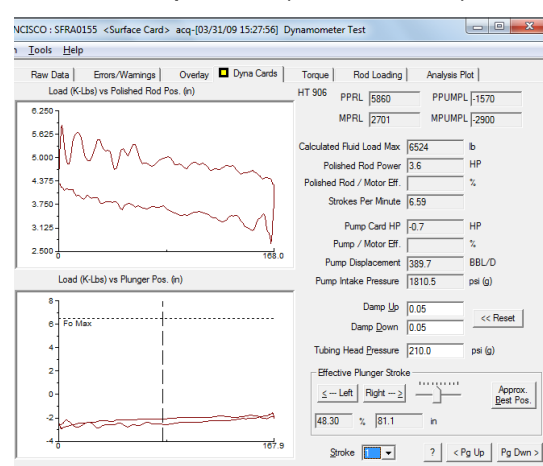 NCISCO : SFRA0155 <Surface Card> acq-[03/31/09 15:27:56] Dynamometer Test
Tools Help
Raw Data Errors/Warnings Overlay Dyna Cards Torque Rod Loading Analysis Plot
Load (K-Lbs) vs Polished Rod Pos. (in)
6.250
5.625
5.000
4.375
3.750
3.125
2.500
0 168.0
Load (K-Lbs) vs Plunger Pos. (in)
8
6
4
2
0
-2
-4
Fo Max
0 167.9
HT 906
PPRL 5860 PPUMPL -1570
MPRL 2701 MPUMPL -2900
Calculated Fluid Load Max 6524 lb
Polished Rod Power 3.6 HP
Polished Rod / Motor Eff. %
Strokes Per Minute 6.59
Pump Card HP -0.7 HP
Pump / Motor Eff. %
Pump Displacement 389.7 BBL/D
Pump Intake Pressure 1810.5 psi (g)
Damp Up 0.05
Damp Down 0.05
<< Reset
Tubing Head Pressure 210.0 psi (g)
Effective Plunger Stroke
< --- Left Right --- >
Approx.
Best Pos.
48.30 % 81.1 in
Stroke 1 ? < Pg Up Pg Dwn >